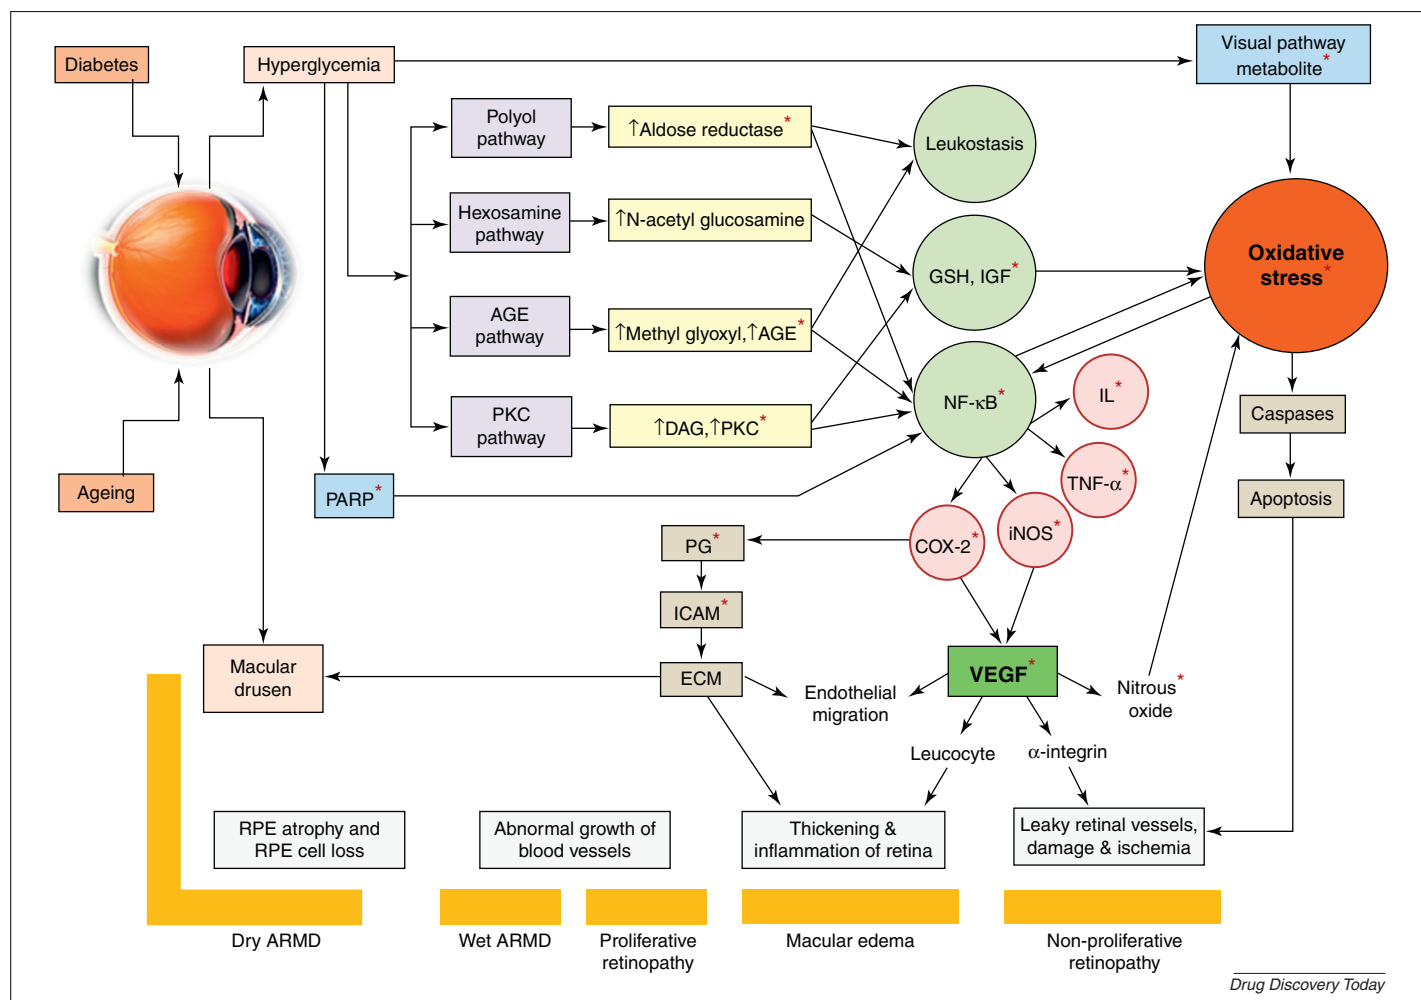 Diabetes
Hyperglycemia
Visual pathway
metabolite*
Polyol
pathway
↑Aldose reductase*
Leukostasis
Hexosamine
pathway
↑N-acetyl glucosamine
GSH, IGF*
Oxidative
stress*
AGE
pathway
↑Methyl glyoxyl,↑AGE*
NF-κB*
IL*
PKC
pathway
↑DAG,↑PKC*
Caspases
TNF-α*
Ageing
PARP*
Apoptosis
PG*
COX-2*
iNOS*
ICAM*
Macular
drusen
ECM
Endothelial
migration
VEGF*
Nitrous*
oxide
Leucocyte
α-integrin
RPE atrophy and
RPE cell loss
Abnormal growth of
blood vessels
Thickening &
inflammation of retina
Leaky retinal vessels,
damage & ischemia
Dry ARMD
Wet ARMD
Proliferative
retinopathy
Macular edema
Non-proliferative
retinopathy
Drug Discovery Today